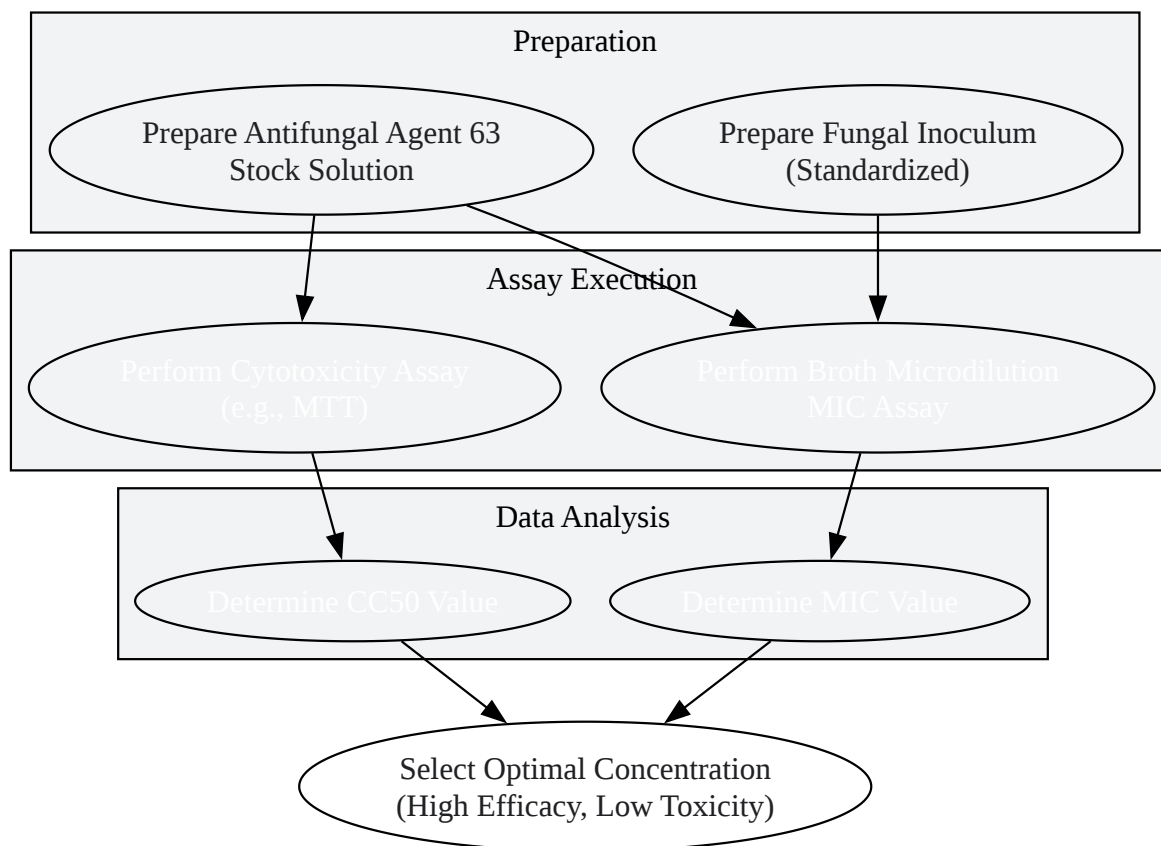 Preparation
Prepare Antifungal Agent 63
Stock Solution
Prepare Fungal Inoculum
(Standardized)
Assay Execution
Perform Cytotoxicity Assay
(e.g., MTT)
Perform Broth Microdilution
MIC Assay
Data Analysis
Determine CC50 Value
Determine MIC Value
Select Optimal Concentration
(High Efficacy, Low Toxicity)